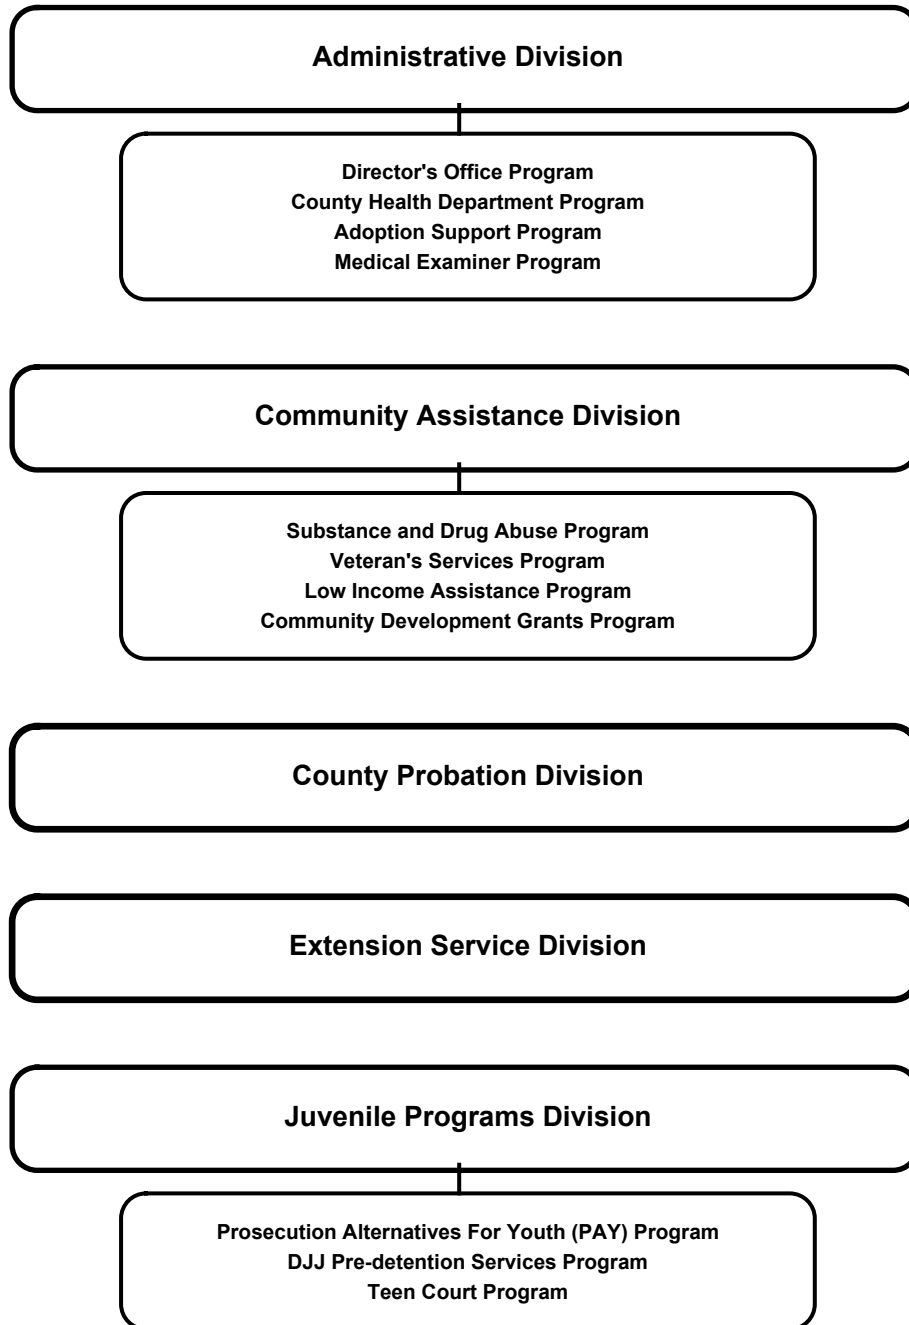 Administrative Division
Director's Office Program
County Health Department Program
Adoption Support Program
Medical Examiner Program
Community Assistance Division
Substance and Drug Abuse Program
Veteran's Services Program
Low Income Assistance Program
Community Development Grants Program
County Probation Division
Extension Service Division
Juvenile Programs Division
Prosecution Alternatives For Youth (PAY) Program
DJJ Pre-detention Services Program
Teen Court Program